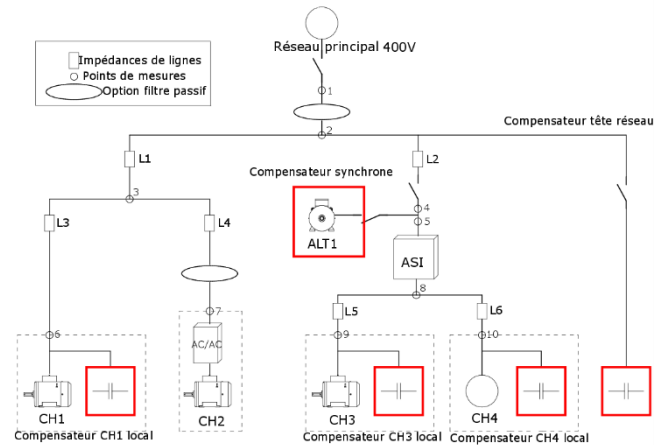 Réseau principal 400V
Impédances de lignes
Points de mesures
Option filtre passif
1
2
Compensateur tête réseau
L1
L2
Compensateur synchrone
3
4
5
L3
L4
ALT1
ASI
8
7
L5
L6
6
9
10
AC/AC
CH1
CH2
CH3
CH4
Compensateur CH1 local
Compensateur CH3 local
Compensateur CH4 local